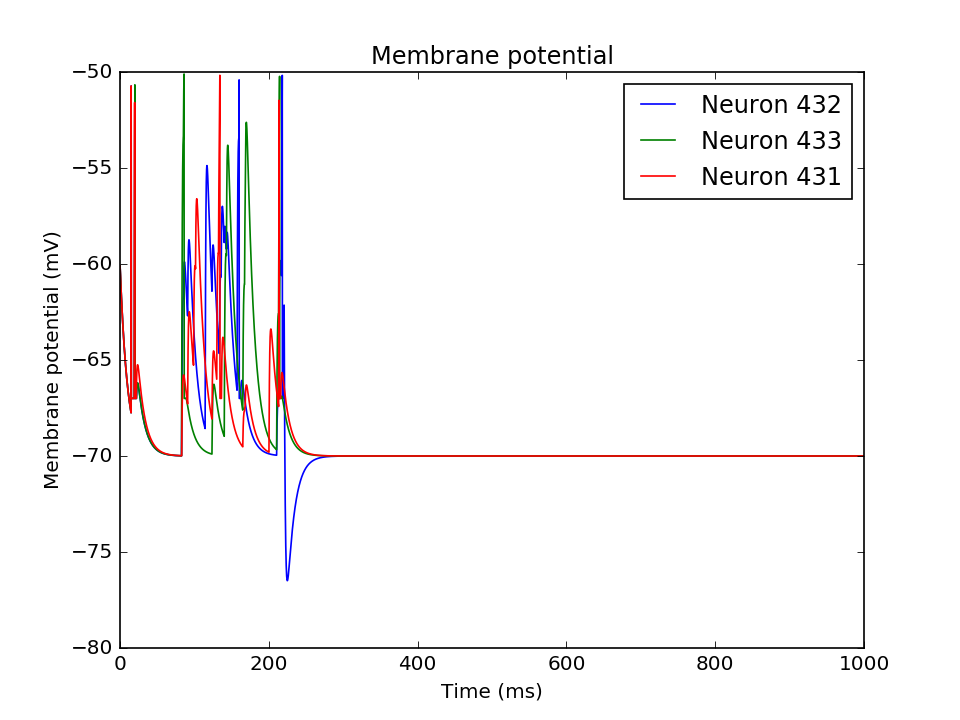 Membrane potential
−50
−55
−60
−65
−70
−75
−80
Membrane potential (mV)
Neuron 432
Neuron 433
Neuron 431
0
200
400
600
800
1000
Time (ms)